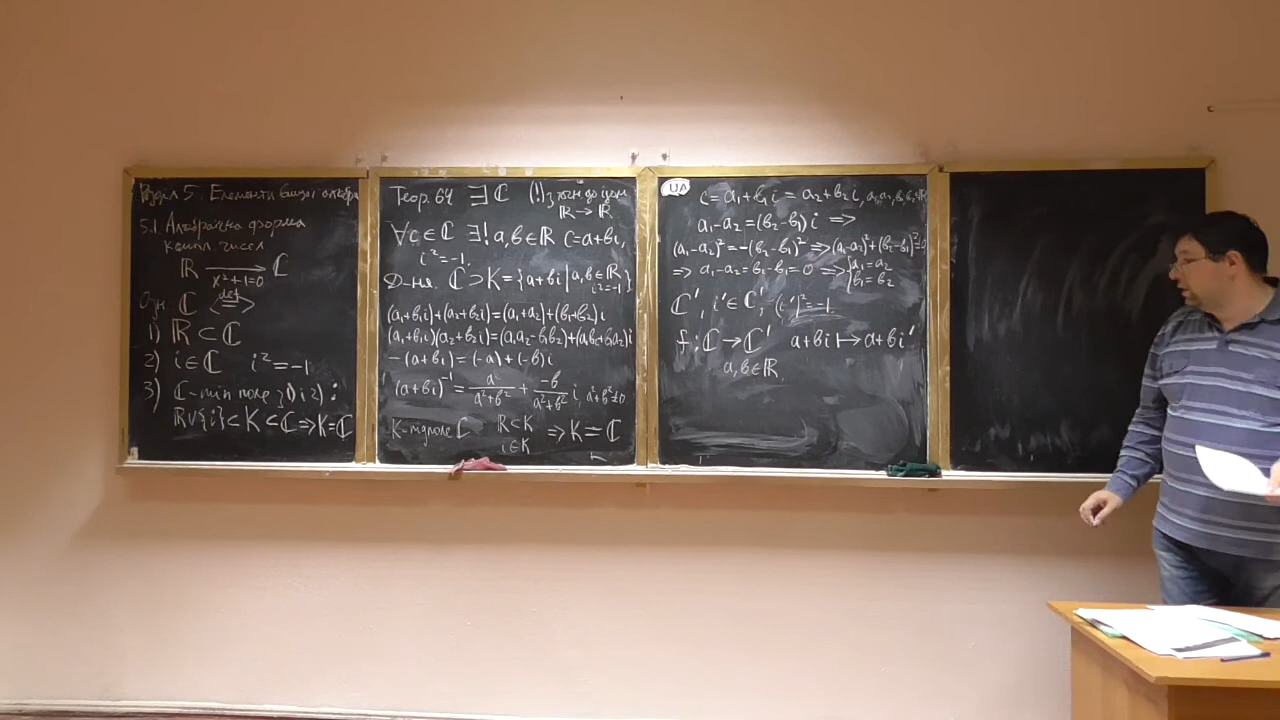 Розділ 5. Елементи вищої алгебри
5.1. Алгебрична форма
компл чисел
ℝ ⟶ ℂ
x²+1=0
Озн. ℂ ⟺ def
1) ℝ ⊂ ℂ
2) i ∈ ℂ i² = -1
3) ℂ - min поле з 1) і 2) :
ℝ∪{i} < K < ℂ ⟹ K = ℂ
Теор. 64 ∃ ℂ (!) з точн до ізом
ℝ → ℝ
∀c ∈ ℂ ∃! a,b ∈ ℝ c = a+bi,
i² = -1.
Д-ня. ℂ > K = {a+bi | a,b ∈ ℝ, i²=-1}
(a₁+b₁i)+(a₂+b₂i)=(a₁+a₂)+(b₁+b₂)i
(a₁+b₁i)(a₂+b₂i)=(a₁a₂-b₁b₂)+(a₁b₂+b₁a₂)i
-(a+bi)=(-a)+(-b)i
(a+bi)⁻¹ = a/(a²+b²) + -b/(a²+b²) i, a²+b²≠0
K-підполе ℂ ℝ<K
i∈K ⟹ K = ℂ
UA
c = a₁+b₁i = a₂+b₂i, a₁,a₂,b₁,b₂∈ℝ
a₁-a₂=(b₂-b₁)i ⟹
(a₁-a₂)²=-(b₂-b₁)² ⟹(a₁-a₂)²+(b₂-b₁)²=0
⟹ a₁-a₂=b₂-b₁=0 ⟹ {a₁=a₂
b₁=b₂
ℂ', i'∈ℂ', (i')²=-1
f : ℂ → ℂ' a+bi ↦ a+bi'
a,b∈ℝ